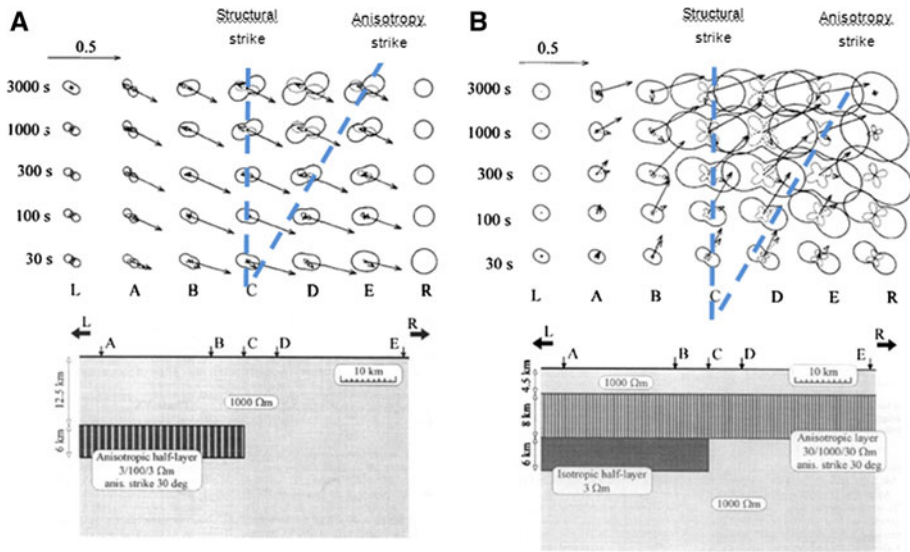 A
Structural
strike
Anisotropy
strike
0.5
3000 s
1000 s
300 s
100 s
30 s
L A B C D E R
L
R
A B C D E
12.5 km
6 km
10 km
1000 Ωm
Anisotropic half-layer
3/100/3 Ωm
anis. strike 30 deg
B
Structural
strike
Anisotropy
strike
0.5
3000 s
1000 s
300 s
100 s
30 s
L A B C D E R
L
R
A B C D E
4.5 km
8 km
6 km
1000 Ωm
10 km
Anisotropic layer
30/1000/30 Ωm
anis. strike 30 deg
Isotropic half-layer
3 Ωm
1000 Ωm